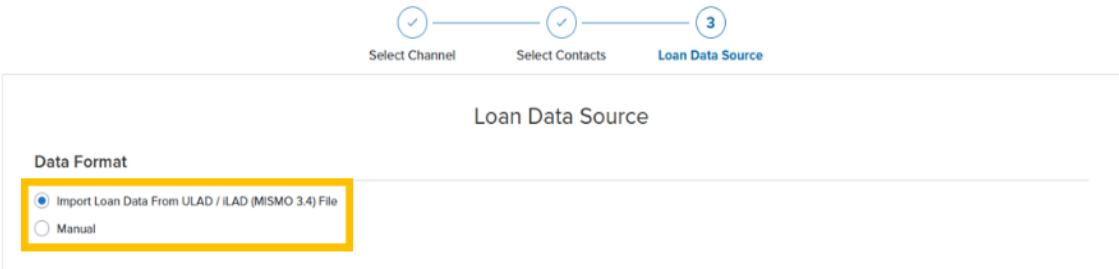 3
Select Channel
Select Contacts
Loan Data Source
Loan Data Source
Data Format
Import Loan Data From ULAD / iLAD (MISMO 3.4) File
Manual